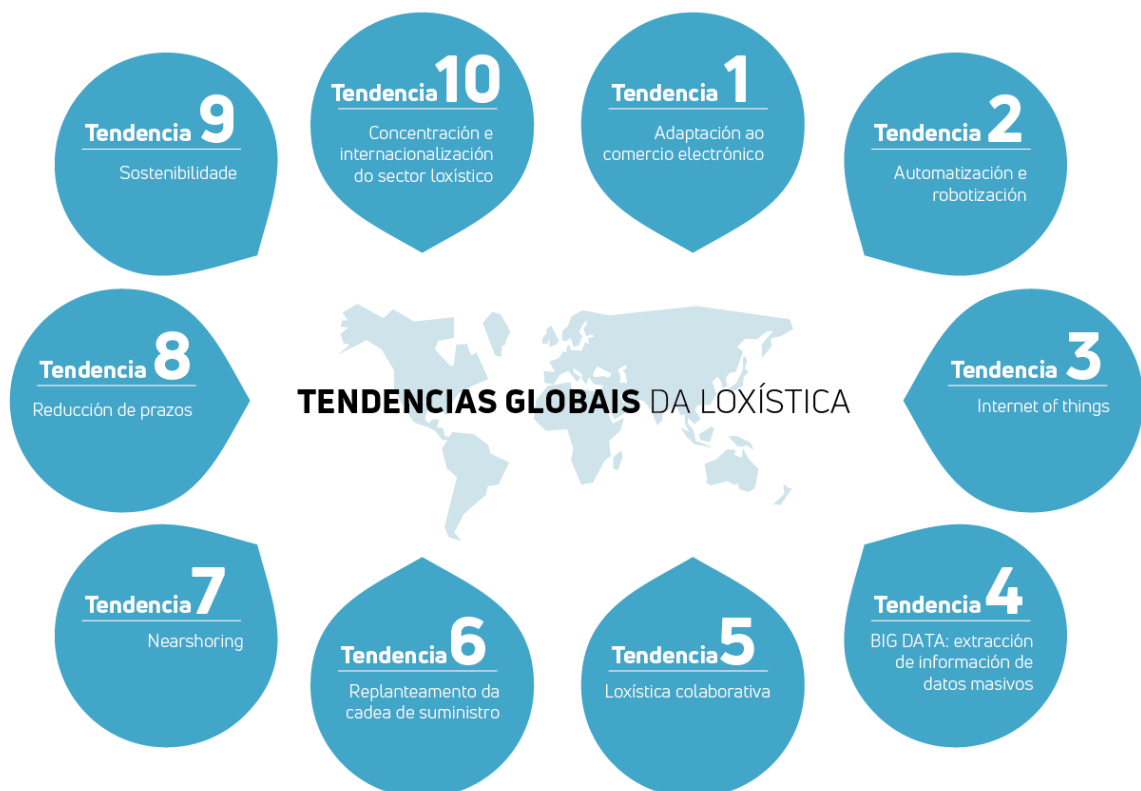 TENDENCIAS GLOBAIS DA LOXÍSTICA
Tendencia 1
Adaptación ao
comercio electrónico
Tendencia 2
Automatización e
robotización
Tendencia 3
Internet of things
Tendencia 4
BIG DATA: extracción
de información de
datos masivos
Tendencia 5
Loxística colaborativa
Tendencia 6
Replanteamento da
cadea de suministro
Tendencia 7
Nearshoring
Tendencia 8
Reducción de prazos
Tendencia 9
Sostenibilidade
Tendencia 10
Concentración e
internacionalización
do sector loxístico